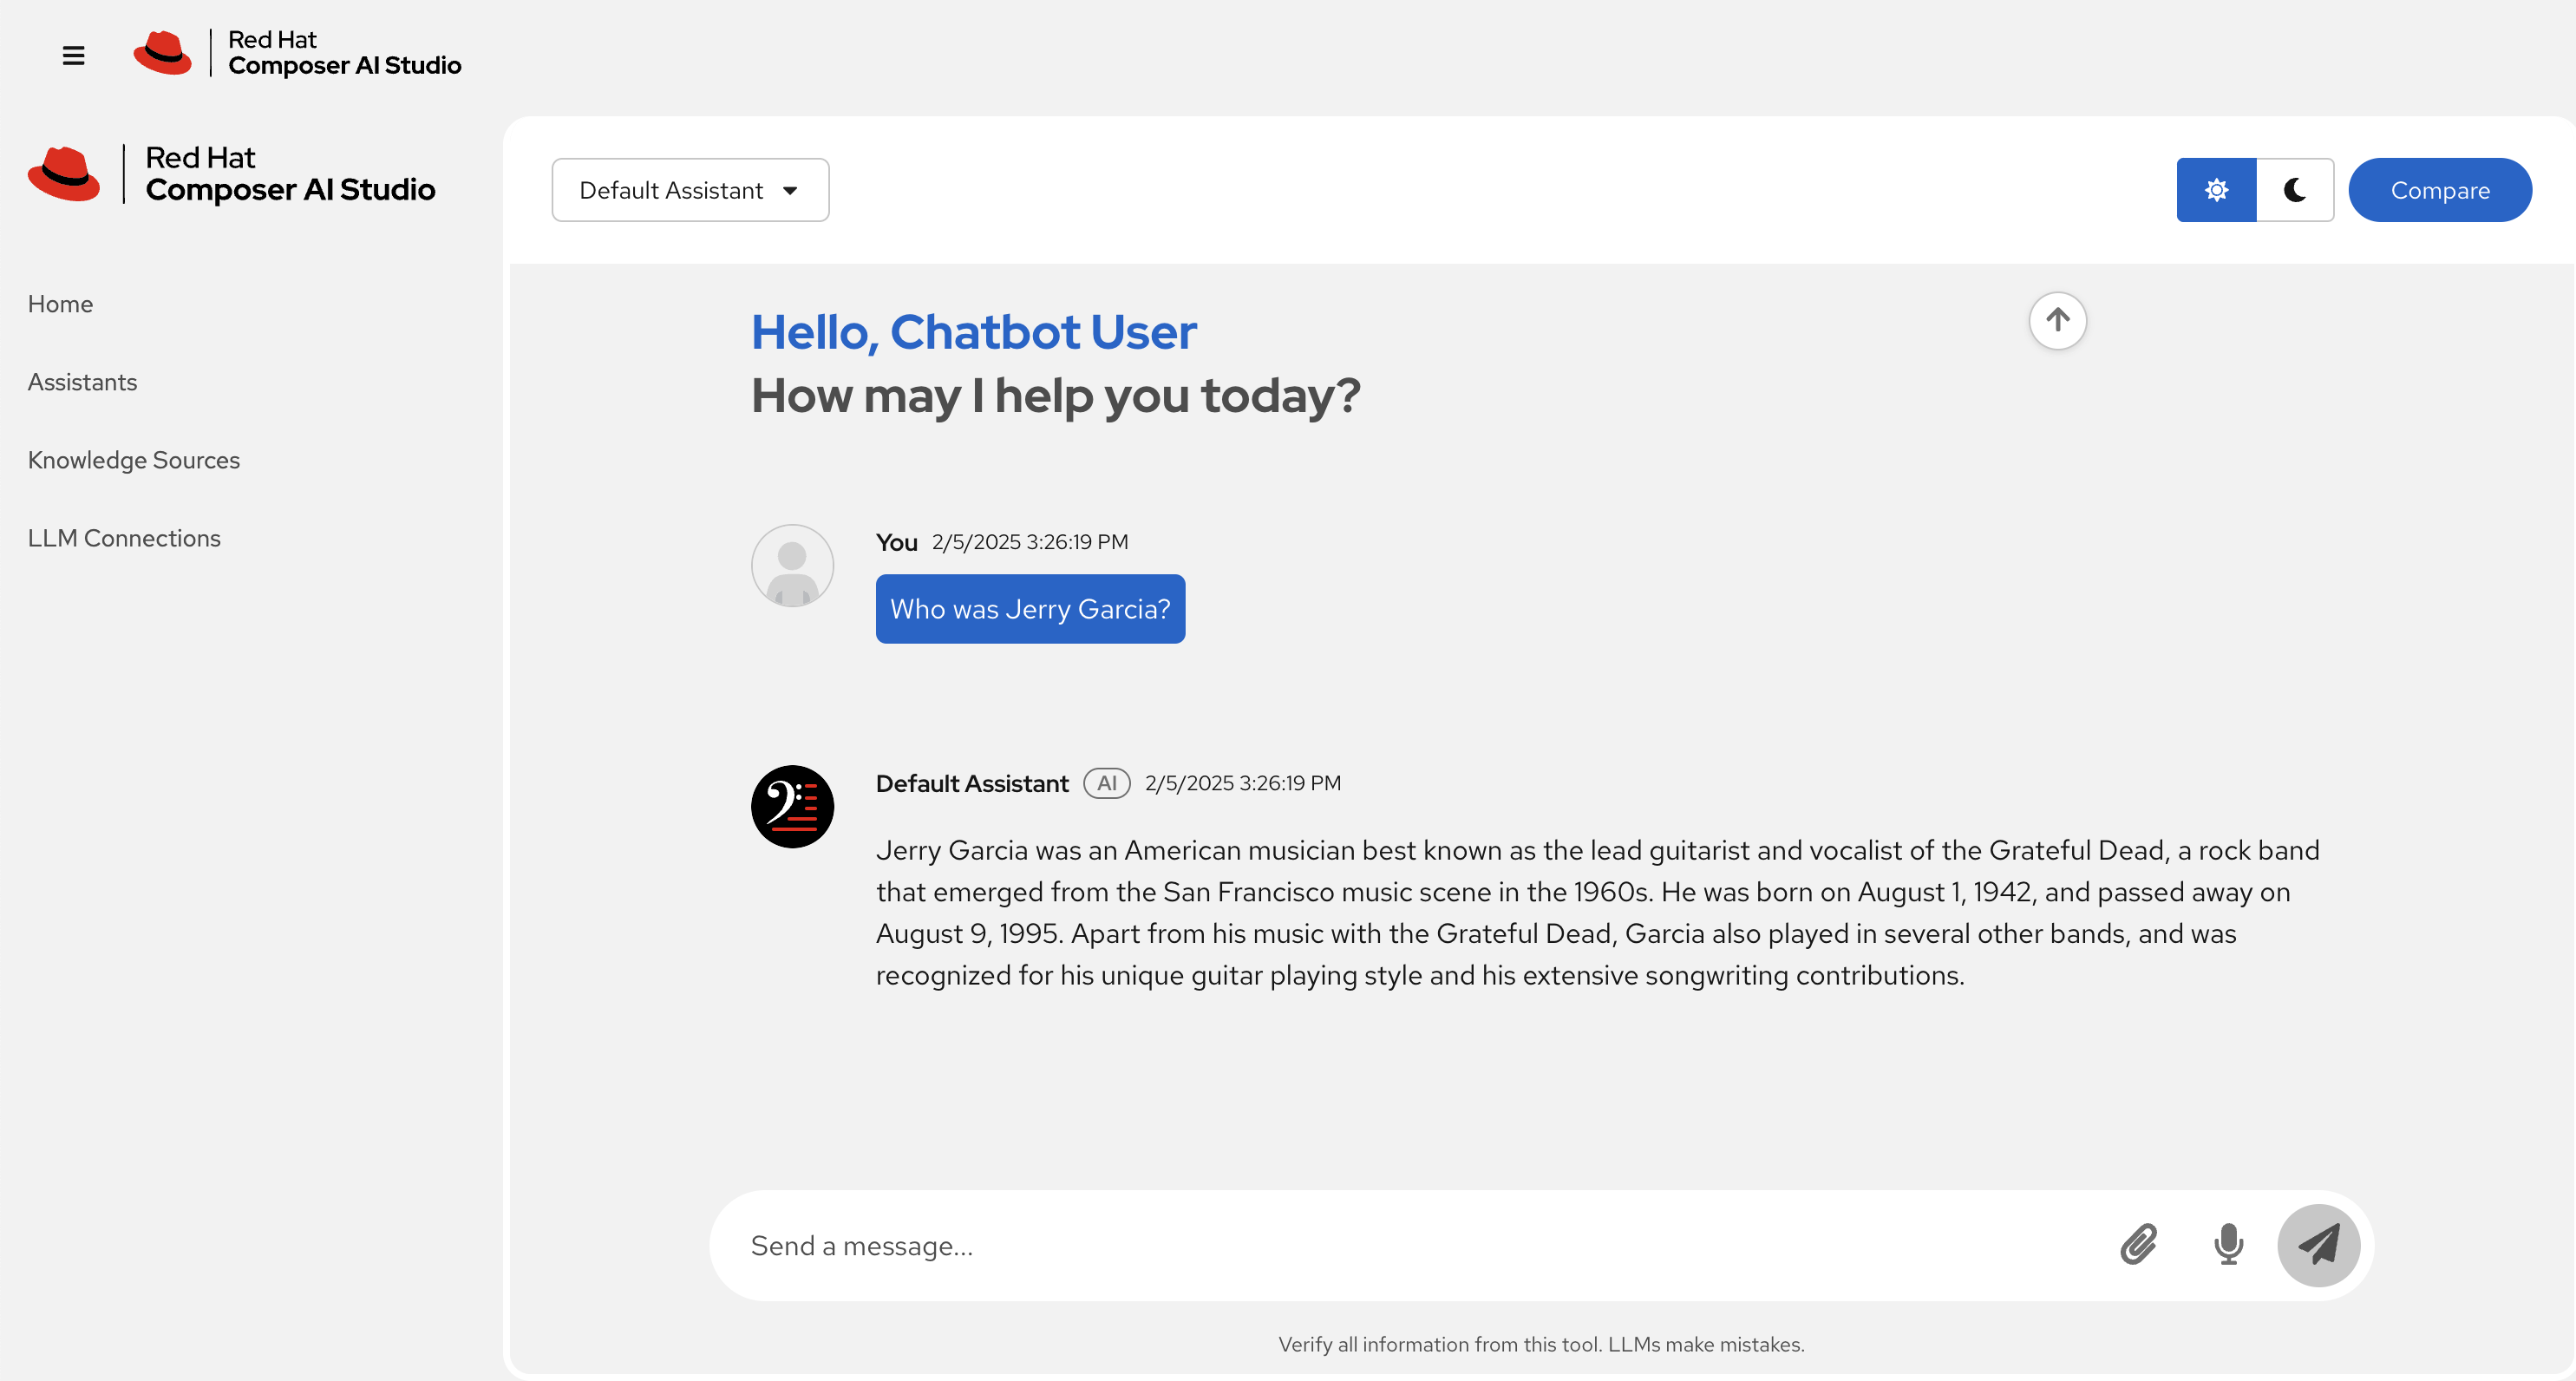 Red Hat
Composer AI Studio
Red Hat
Composer AI Studio
Home
Assistants
Knowledge Sources
LLM Connections
Default Assistant
Compare
Hello, Chatbot User
How may I help you today?
You 2/5/2025 3:26:19 PM
Who was Jerry Garcia?
Default Assistant AI 2/5/2025 3:26:19 PM
Jerry Garcia was an American musician best known as the lead guitarist and vocalist of the Grateful Dead, a rock band
that emerged from the San Francisco music scene in the 1960s. He was born on August 1, 1942, and passed away on
August 9, 1995. Apart from his music with the Grateful Dead, Garcia also played in several other bands, and was
recognized for his unique guitar playing style and his extensive songwriting contributions.
Send a message...
Verify all information from this tool. LLMs make mistakes.